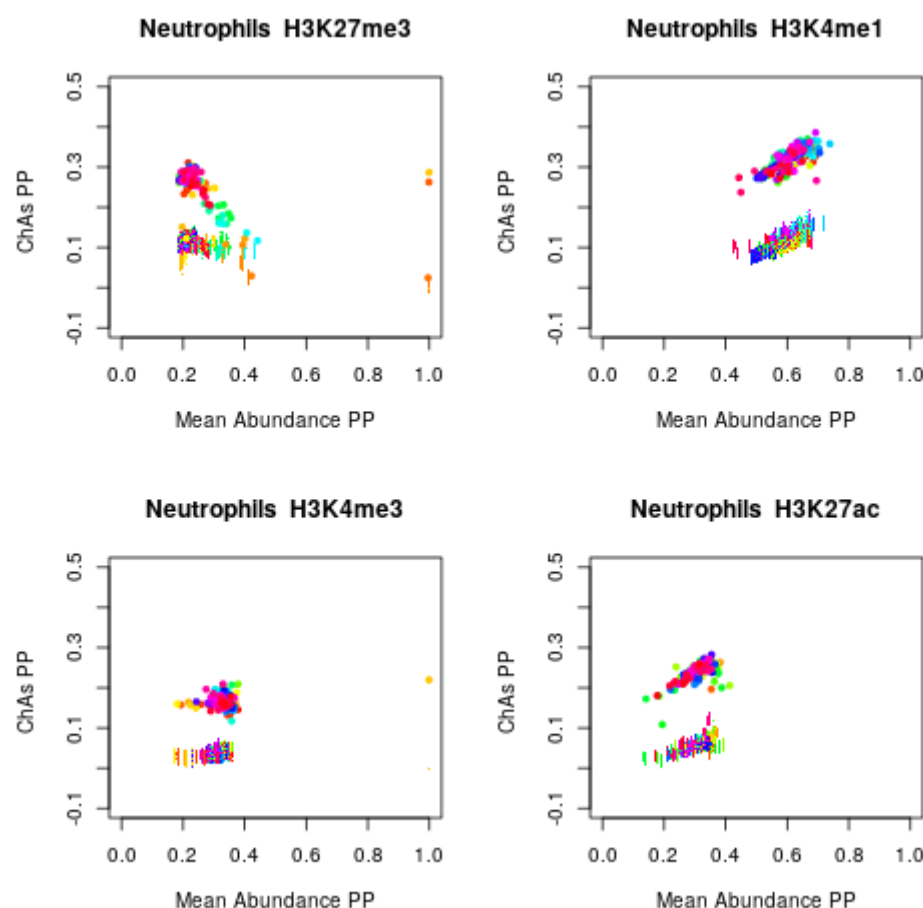 Neutrophils H3K27me3
ChAs PP
0.5
0.3
0.1
-0.1
0.0 0.2 0.4 0.6 0.8 1.0
Mean Abundance PP
Neutrophils H3K4me1
ChAs PP
0.5
0.3
0.1
-0.1
0.0 0.2 0.4 0.6 0.8 1.0
Mean Abundance PP
Neutrophils H3K4me3
ChAs PP
0.5
0.3
0.1
-0.1
0.0 0.2 0.4 0.6 0.8 1.0
Mean Abundance PP
Neutrophils H3K27ac
ChAs PP
0.5
0.3
0.1
-0.1
0.0 0.2 0.4 0.6 0.8 1.0
Mean Abundance PP